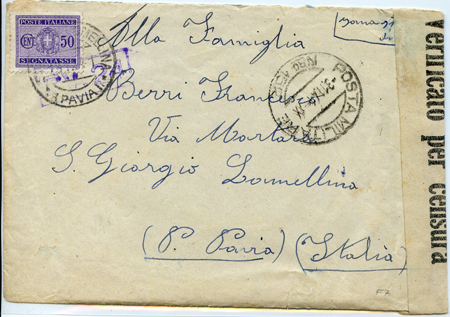 POSTE ITALIANE
CENT. 50
SEGNATASSE
(PAVIA)
Alla Famiglia
Berri Francesco
Via Mortara
S. Giorgio Lomellina
(P. Pavia) (Italia)
POSTA MILITARE
Verificato per censura